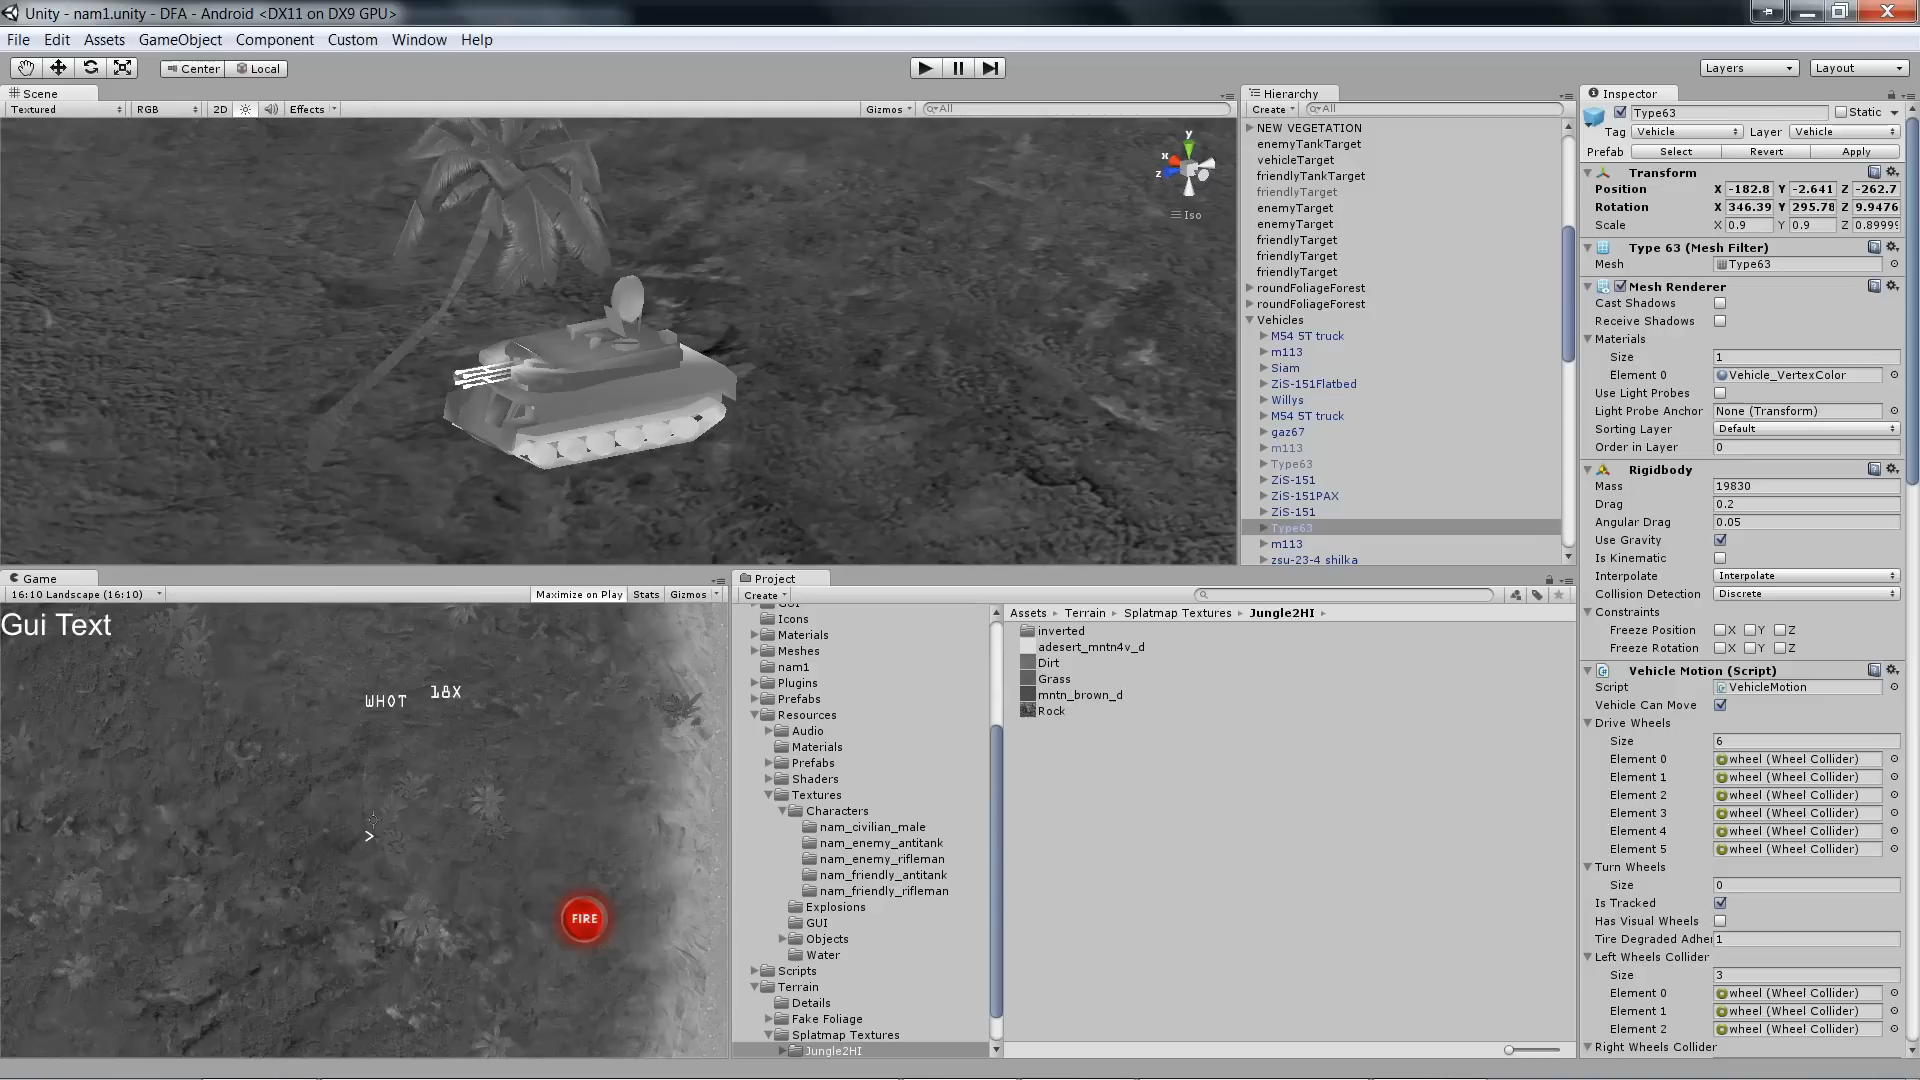 Unity - nam1.unity - DFA - Android <DX11 on DX9 GPU>
File Edit Assets GameObject Component Custom Window Help
Center Local
Layers Layout
Scene
Textured RGB 2D Effects Gizmos All
y
x
z
Iso
Hierarchy
Create All
NEW VEGETATION
enemyTankTarget
vehicleTarget
friendlyTankTarget
friendlyTarget
enemyTarget
enemyTarget
friendlyTarget
friendlyTarget
friendlyTarget
roundFoliageForest
roundFoliageForest
Vehicles
M54 5T truck
m113
Siam
ZiS-151Flatbed
Willys
M54 5T truck
gaz67
m113
Type63
ZiS-151
ZiS-151PAX
ZiS-151
Type63
m113
zsu-23-4 shilka
Inspector
Type63 Static
Tag Vehicle Layer Vehicle
Prefab Select Revert Apply
Transform
Position X -182.8 Y -2.641 Z -262.7
Rotation X 346.39 Y 295.78 Z 9.9476
Scale X 0.9 Y 0.9 Z 0.89999
Type 63 (Mesh Filter)
Mesh Type63
Mesh Renderer
Cast Shadows
Receive Shadows
Materials
Size 1
Element 0 Vehicle_VertexColor
Use Light Probes
Light Probe Anchor None (Transform)
Sorting Layer Default
Order in Layer 0
Rigidbody
Mass 19830
Drag 0.2
Angular Drag 0.05
Use Gravity
Is Kinematic
Interpolate Interpolate
Collision Detection Discrete
Constraints
Freeze Position X Y Z
Freeze Rotation X Y Z
Vehicle Motion (Script)
Script VehicleMotion
Vehicle Can Move
Drive Wheels
Size 6
Element 0 wheel (Wheel Collider)
Element 1 wheel (Wheel Collider)
Element 2 wheel (Wheel Collider)
Element 3 wheel (Wheel Collider)
Element 4 wheel (Wheel Collider)
Element 5 wheel (Wheel Collider)
Turn Wheels
Size 0
Is Tracked
Has Visual Wheels
Tire Degraded Adher 1
Left Wheels Collider
Size 3
Element 0 wheel (Wheel Collider)
Element 1 wheel (Wheel Collider)
Element 2 wheel (Wheel Collider)
Right Wheels Collider
Game
16:10 Landscape (16:10) Maximize on Play Stats Gizmos
Gui Text
WHOT 18X
>
FIRE
Project
Create
GUI
Icons
Materials
Meshes
nam1
Plugins
Prefabs
Resources
Audio
Materials
Prefabs
Shaders
Textures
Characters
nam_civilian_male
nam_enemy_antitank
nam_enemy_rifleman
nam_friendly_antitank
nam_friendly_rifleman
Explosions
GUI
Objects
Water
Scripts
Terrain
Details
Fake Foliage
Splatmap Textures
Jungle2HI
Assets Terrain Splatmap Textures Jungle2HI
inverted
adesert_mntn4v_d
Dirt
Grass
mntn_brown_d
Rock